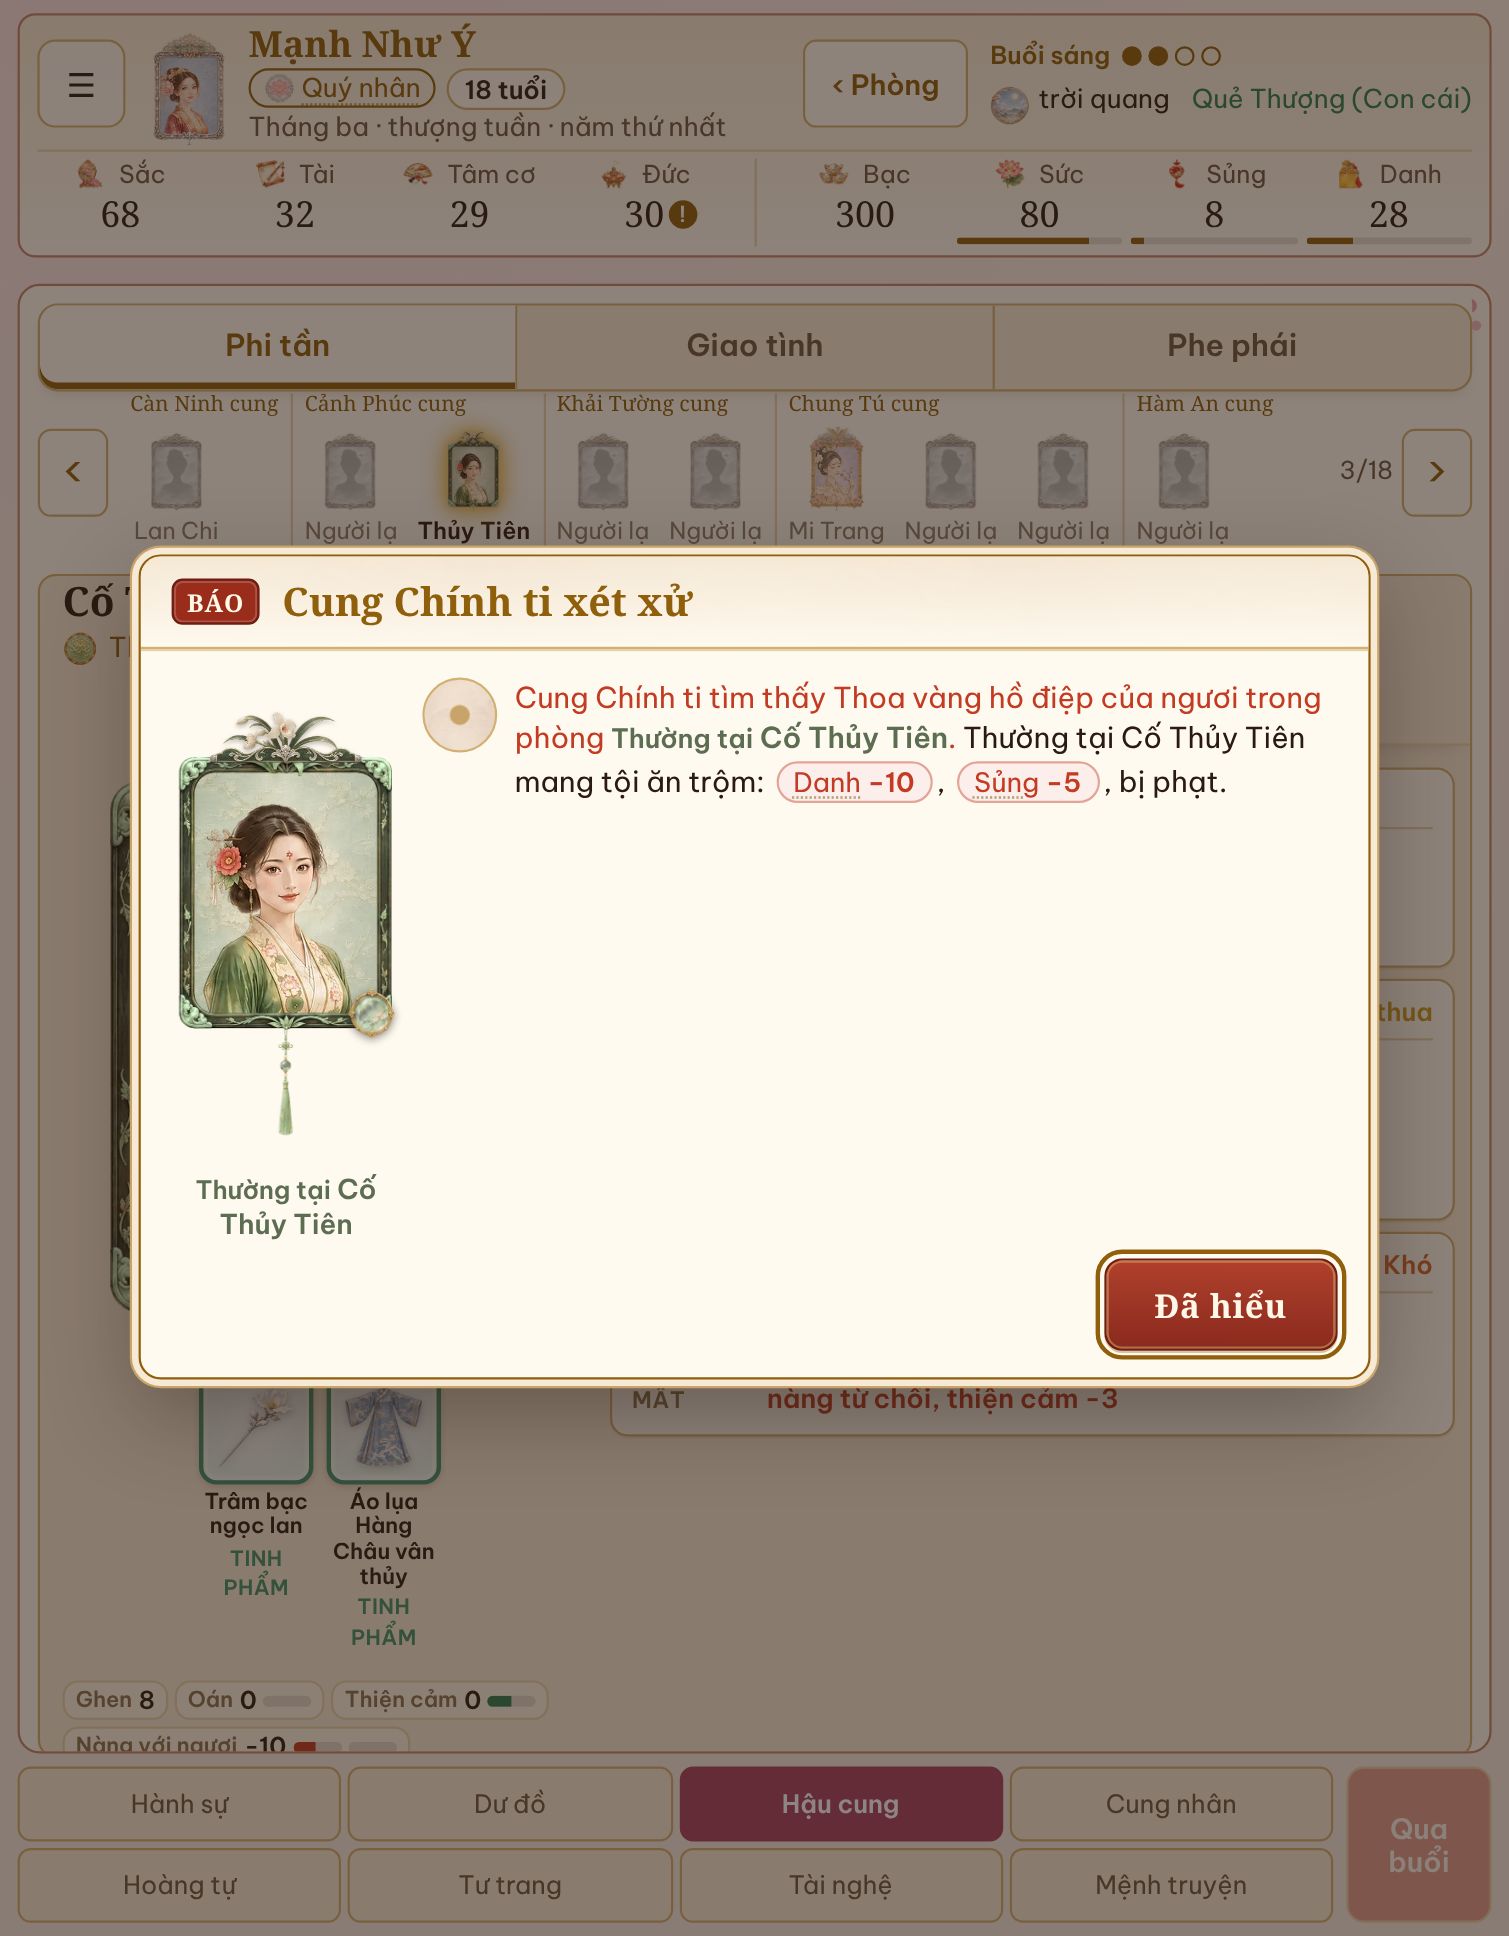 ☰
Mạnh Như Ý
Quý nhân
18 tuổi
Tháng ba · thượng tuần · năm thứ nhất
‹ Phòng
Buổi sáng
trời quang
Quẻ Thượng (Con cái)
Sắc
Tài
Tâm cơ
Đức
Bạc
Sức
Sủng
Danh
68
32
29
30 !
300
80
8
28
Phi tần
Giao tình
Phe phái
Càn Ninh cung
Cảnh Phúc cung
Khải Tường cung
Chung Tú cung
Hàm An cung
‹
3/18
›
Lan Chi
Người lạ
Thủy Tiên
Người lạ
Người lạ
Mi Trang
Người lạ
Người lạ
Người lạ
Cố
BÁO
Cung Chính ti xét xử
Cung Chính ti tìm thấy Thoa vàng hồ điệp của ngươi trong
phòng Thường tại Cố Thủy Tiên. Thường tại Cố Thủy Tiên
mang tội ăn trộm: Danh −10 , Sủng −5 , bị phạt.
Thường tại Cố
Thủy Tiên
Đã hiểu
thua
Khó
MẤT
nàng từ chối, thiện cảm −3
Trâm bạc
ngọc lan
TINH
PHẨM
Áo lụa
Hàng
Châu vân
thủy
TINH
PHẨM
Ghen 8
Oán 0
Thiện cảm 0
Nàng với ngươi −10
Hành sự
Dư đồ
Hậu cung
Cung nhân
Qua
buổi
Hoàng tự
Tư trang
Tài nghệ
Mệnh truyện